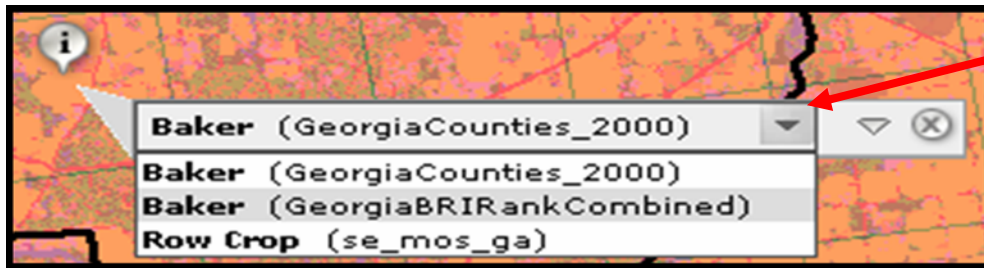 i
Baker (GeorgiaCounties_2000)
Baker (GeorgiaCounties_2000)
Baker (GeorgiaBRIRankCombined)
Row Crop (se_mos_ga)